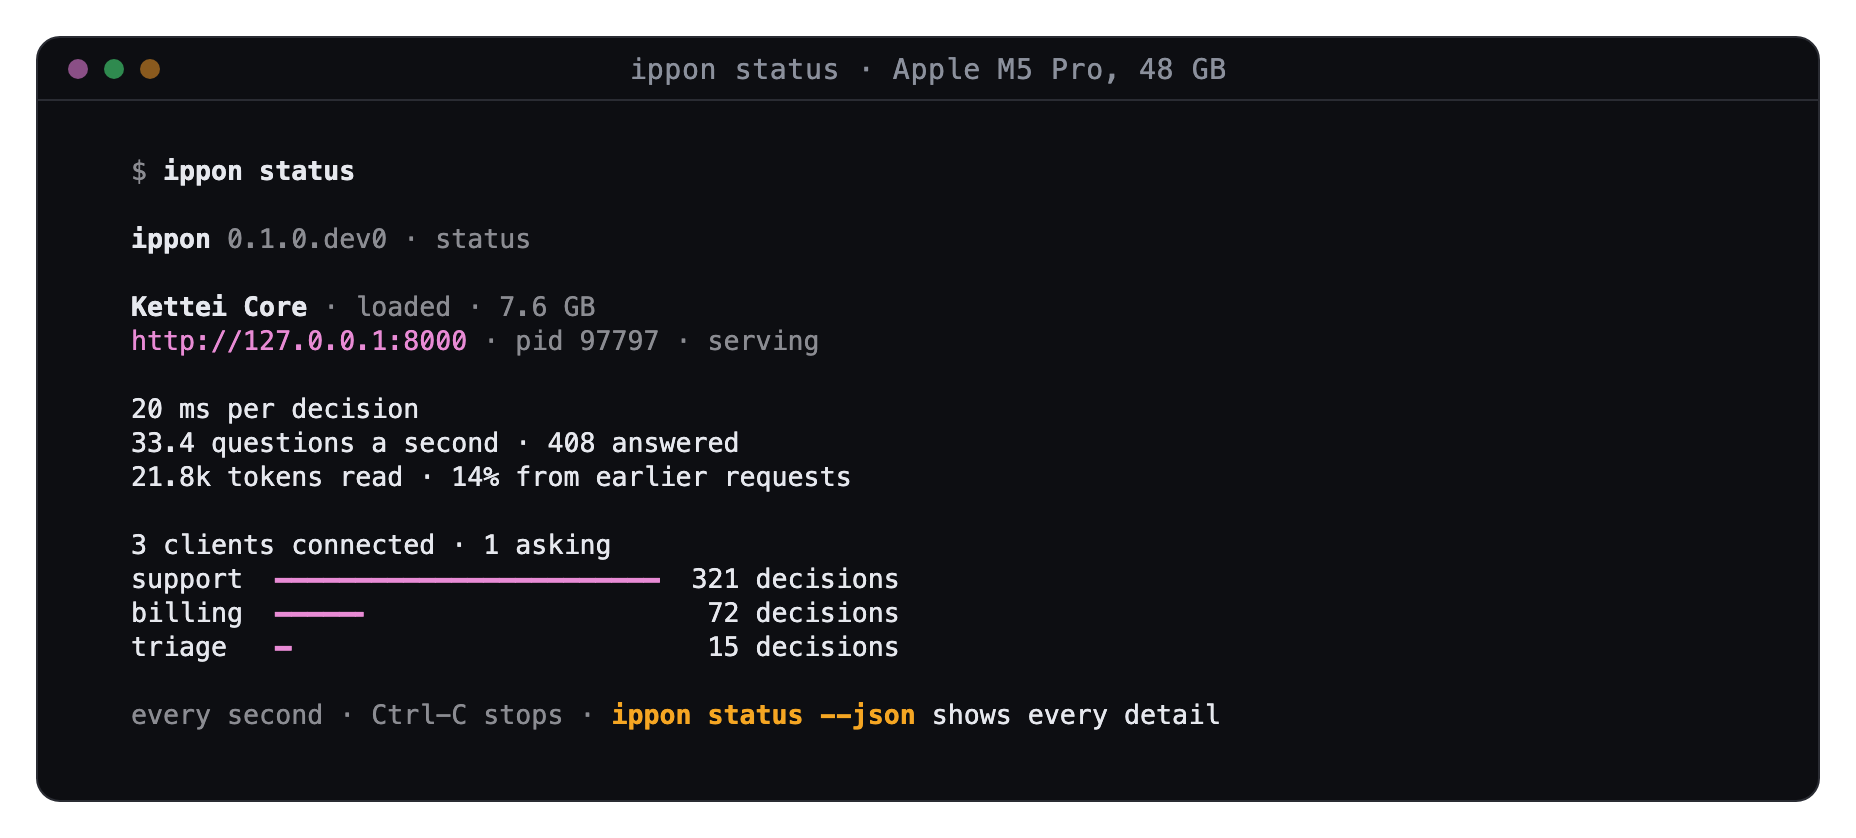 ippon status · Apple M5 Pro, 48 GB
$ ippon status
ippon 0.1.0.dev0 · status
Kettei Core · loaded · 7.6 GB
http://127.0.0.1:8000 · pid 97797 · serving
20 ms per decision
33.4 questions a second · 408 answered
21.8k tokens read · 14% from earlier requests
3 clients connected · 1 asking
support 321 decisions
billing 72 decisions
triage 15 decisions
every second · Ctrl-C stops · ippon status --json shows every detail